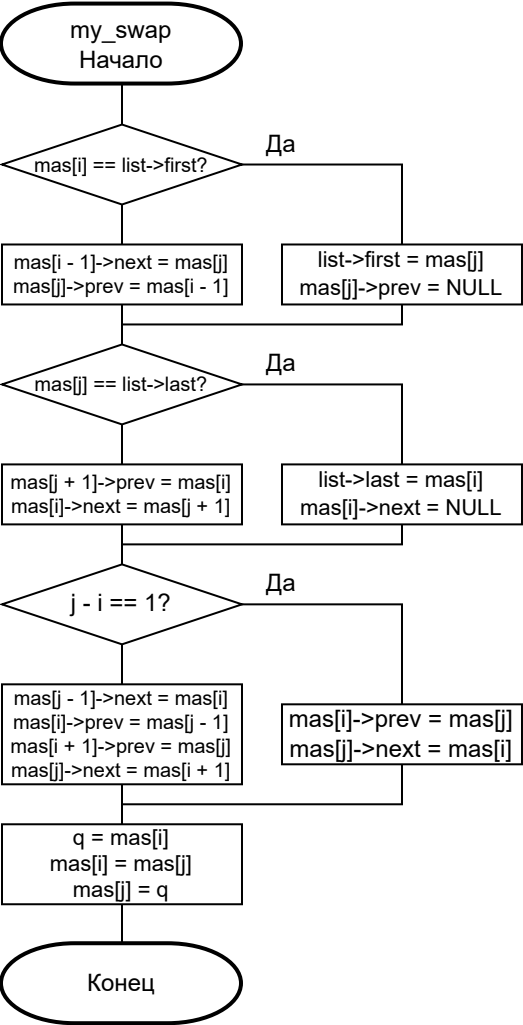 my_swap
Начало
Да
mas[i] == list->first?
mas[i - 1]->next = mas[j]
mas[j]->prev = mas[i - 1]
list->first = mas[j]
mas[j]->prev = NULL
Да
mas[j] == list->last?
mas[j + 1]->prev = mas[i]
mas[i]->next = mas[j + 1]
list->last = mas[i]
mas[i]->next = NULL
Да
j - i == 1?
mas[j - 1]->next = mas[i]
mas[i]->prev = mas[j - 1]
mas[i + 1]->prev = mas[j]
mas[j]->next = mas[i + 1]
mas[i]->prev = mas[j]
mas[j]->next = mas[i]
q = mas[i]
mas[i] = mas[j]
mas[j] = q
Конец